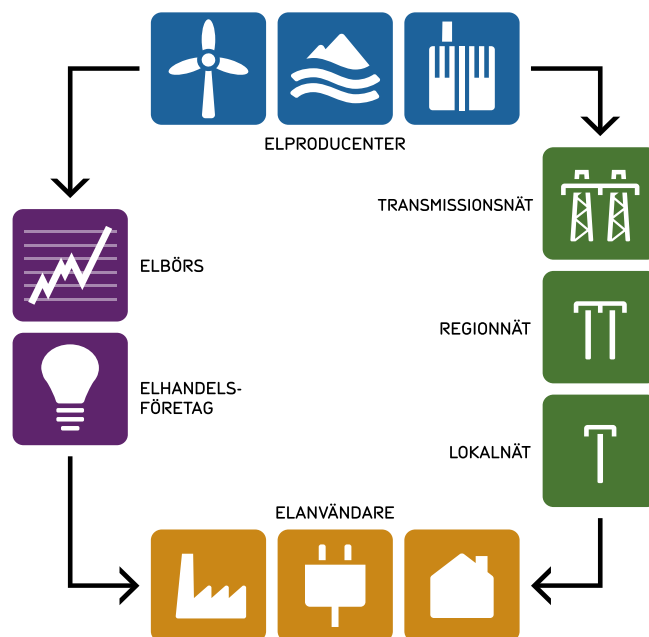 ELPRODUCENTER
TRANSMISSIONSNÄT
ELBÖRS
REGIONNÄT
ELHANDELS-
FÖRETAG
LOKALNÄT
ELANVÄNDARE